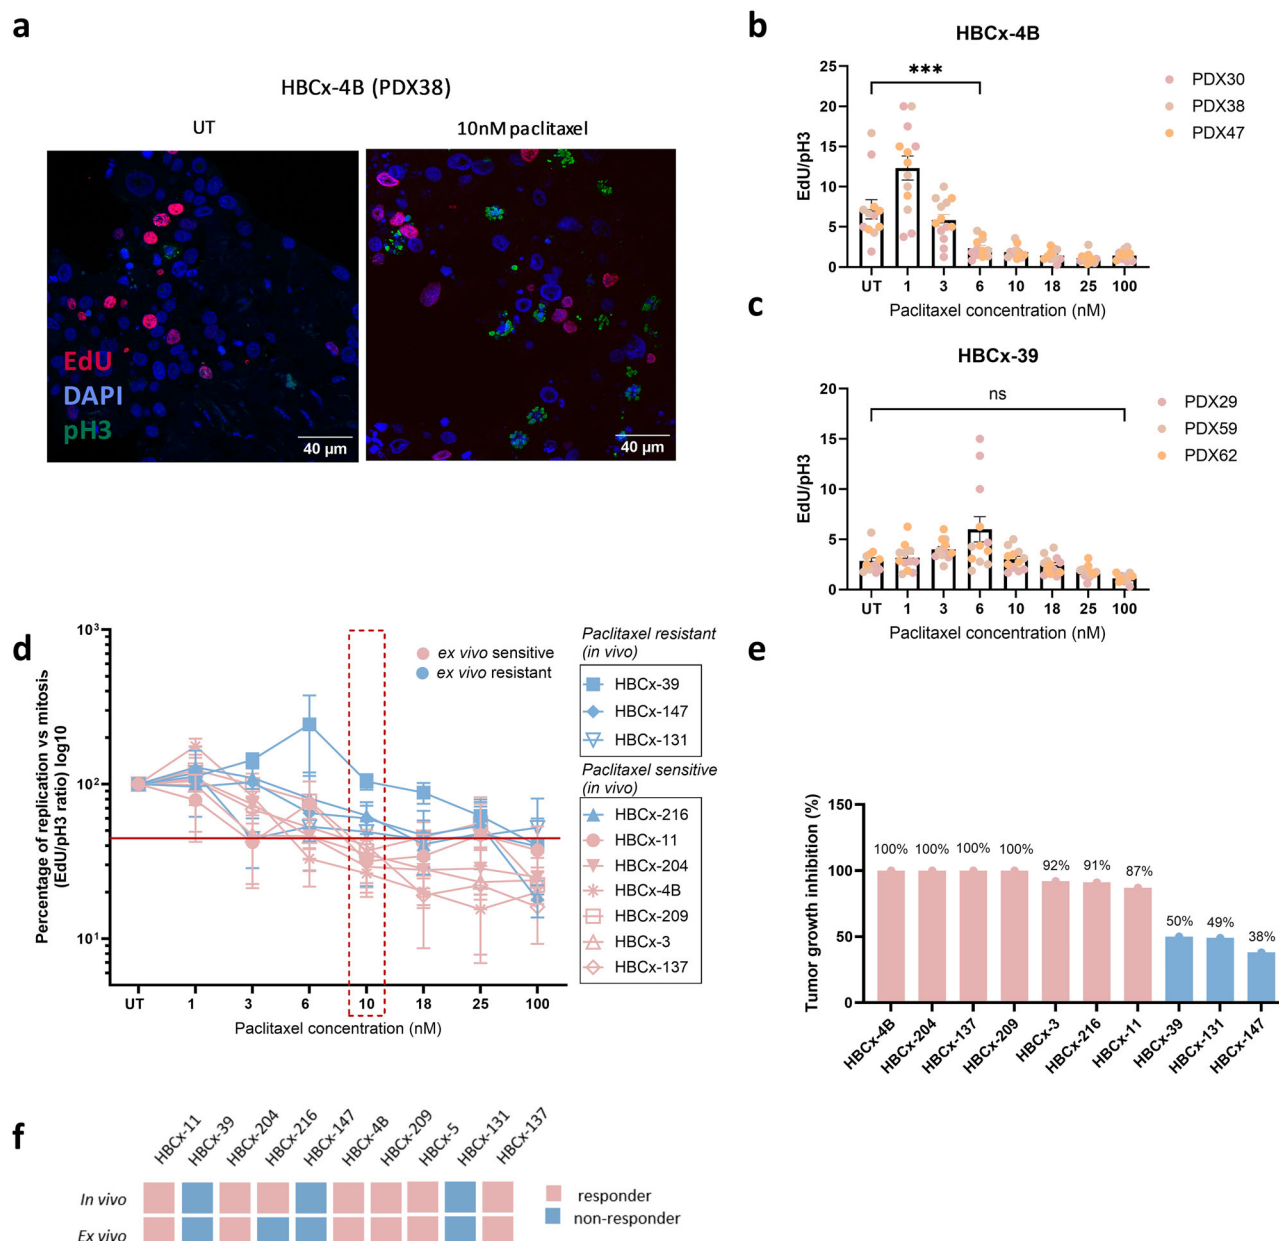 a
HBCx-4B (PDX38)
UT
10nM paclitaxel
EdU
DAPI
pH3
40 µm
40 µm
b
HBCx-4B
EdU/pH3
25
20
15
10
5
0
***
UT
1
3
6
10
18
25
100
Paclitaxel concentration (nM)
PDX30
PDX38
PDX47
c
HBCx-39
EdU/pH3
20
15
10
5
0
ns
UT
1
3
6
10
18
25
100
Paclitaxel concentration (nM)
PDX29
PDX59
PDX62
d
Percentage of replication vs mitosis
(EdU/pH3 ratio) log10
10³
10²
10¹
ex vivo sensitive
ex vivo resistant
UT
1
3
6
10
18
25
100
Paclitaxel concentration (nM)
Paclitaxel resistant
(in vivo)
HBCx-39
HBCx-147
HBCx-131
Paclitaxel sensitive
(in vivo)
HBCx-216
HBCx-11
HBCx-204
HBCx-4B
HBCx-209
HBCx-3
HBCx-137
e
Tumor growth inhibition (%)
150
100
50
0
100%
100%
100%
100%
92%
91%
87%
50%
49%
38%
HBCx-4B
HBCx-204
HBCx-137
HBCx-209
HBCx-3
HBCx-216
HBCx-11
HBCx-39
HBCx-131
HBCx-147
f
HBCx-11
HBCx-39
HBCx-204
HBCx-216
HBCx-147
HBCx-4B
HBCx-209
HBCx-5
HBCx-131
HBCx-137
In vivo
Ex vivo
responder
non-responder